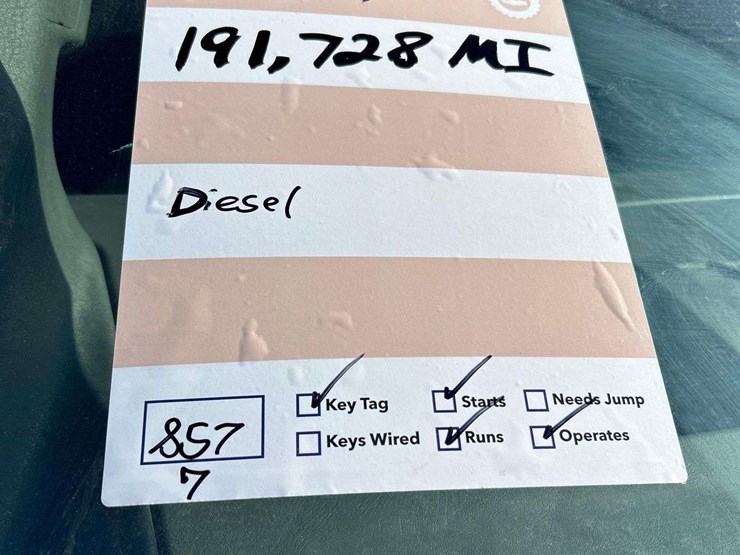 191,728 MI
Diesel
Key Tag Starts Needs Jump
857 Keys Wired Runs Operates
7